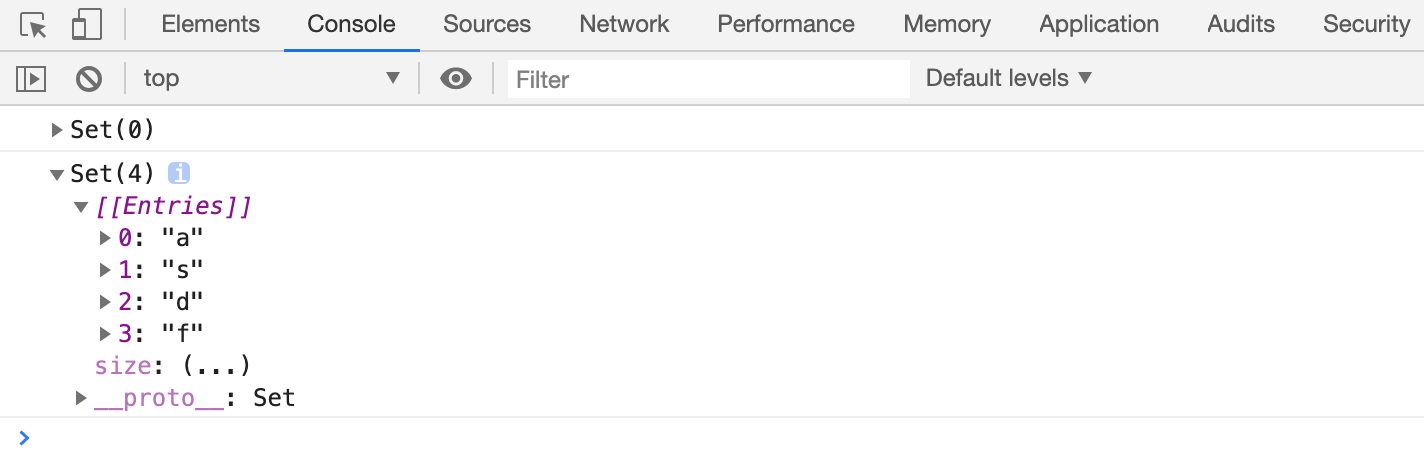 Elements Console Sources Network Performance Memory Application Audits Security
top Filter Default levels
Set(0)
Set(4) i
[[Entries]]
0: "a"
1: "s"
2: "d"
3: "f"
size: (...)
__proto__: Set